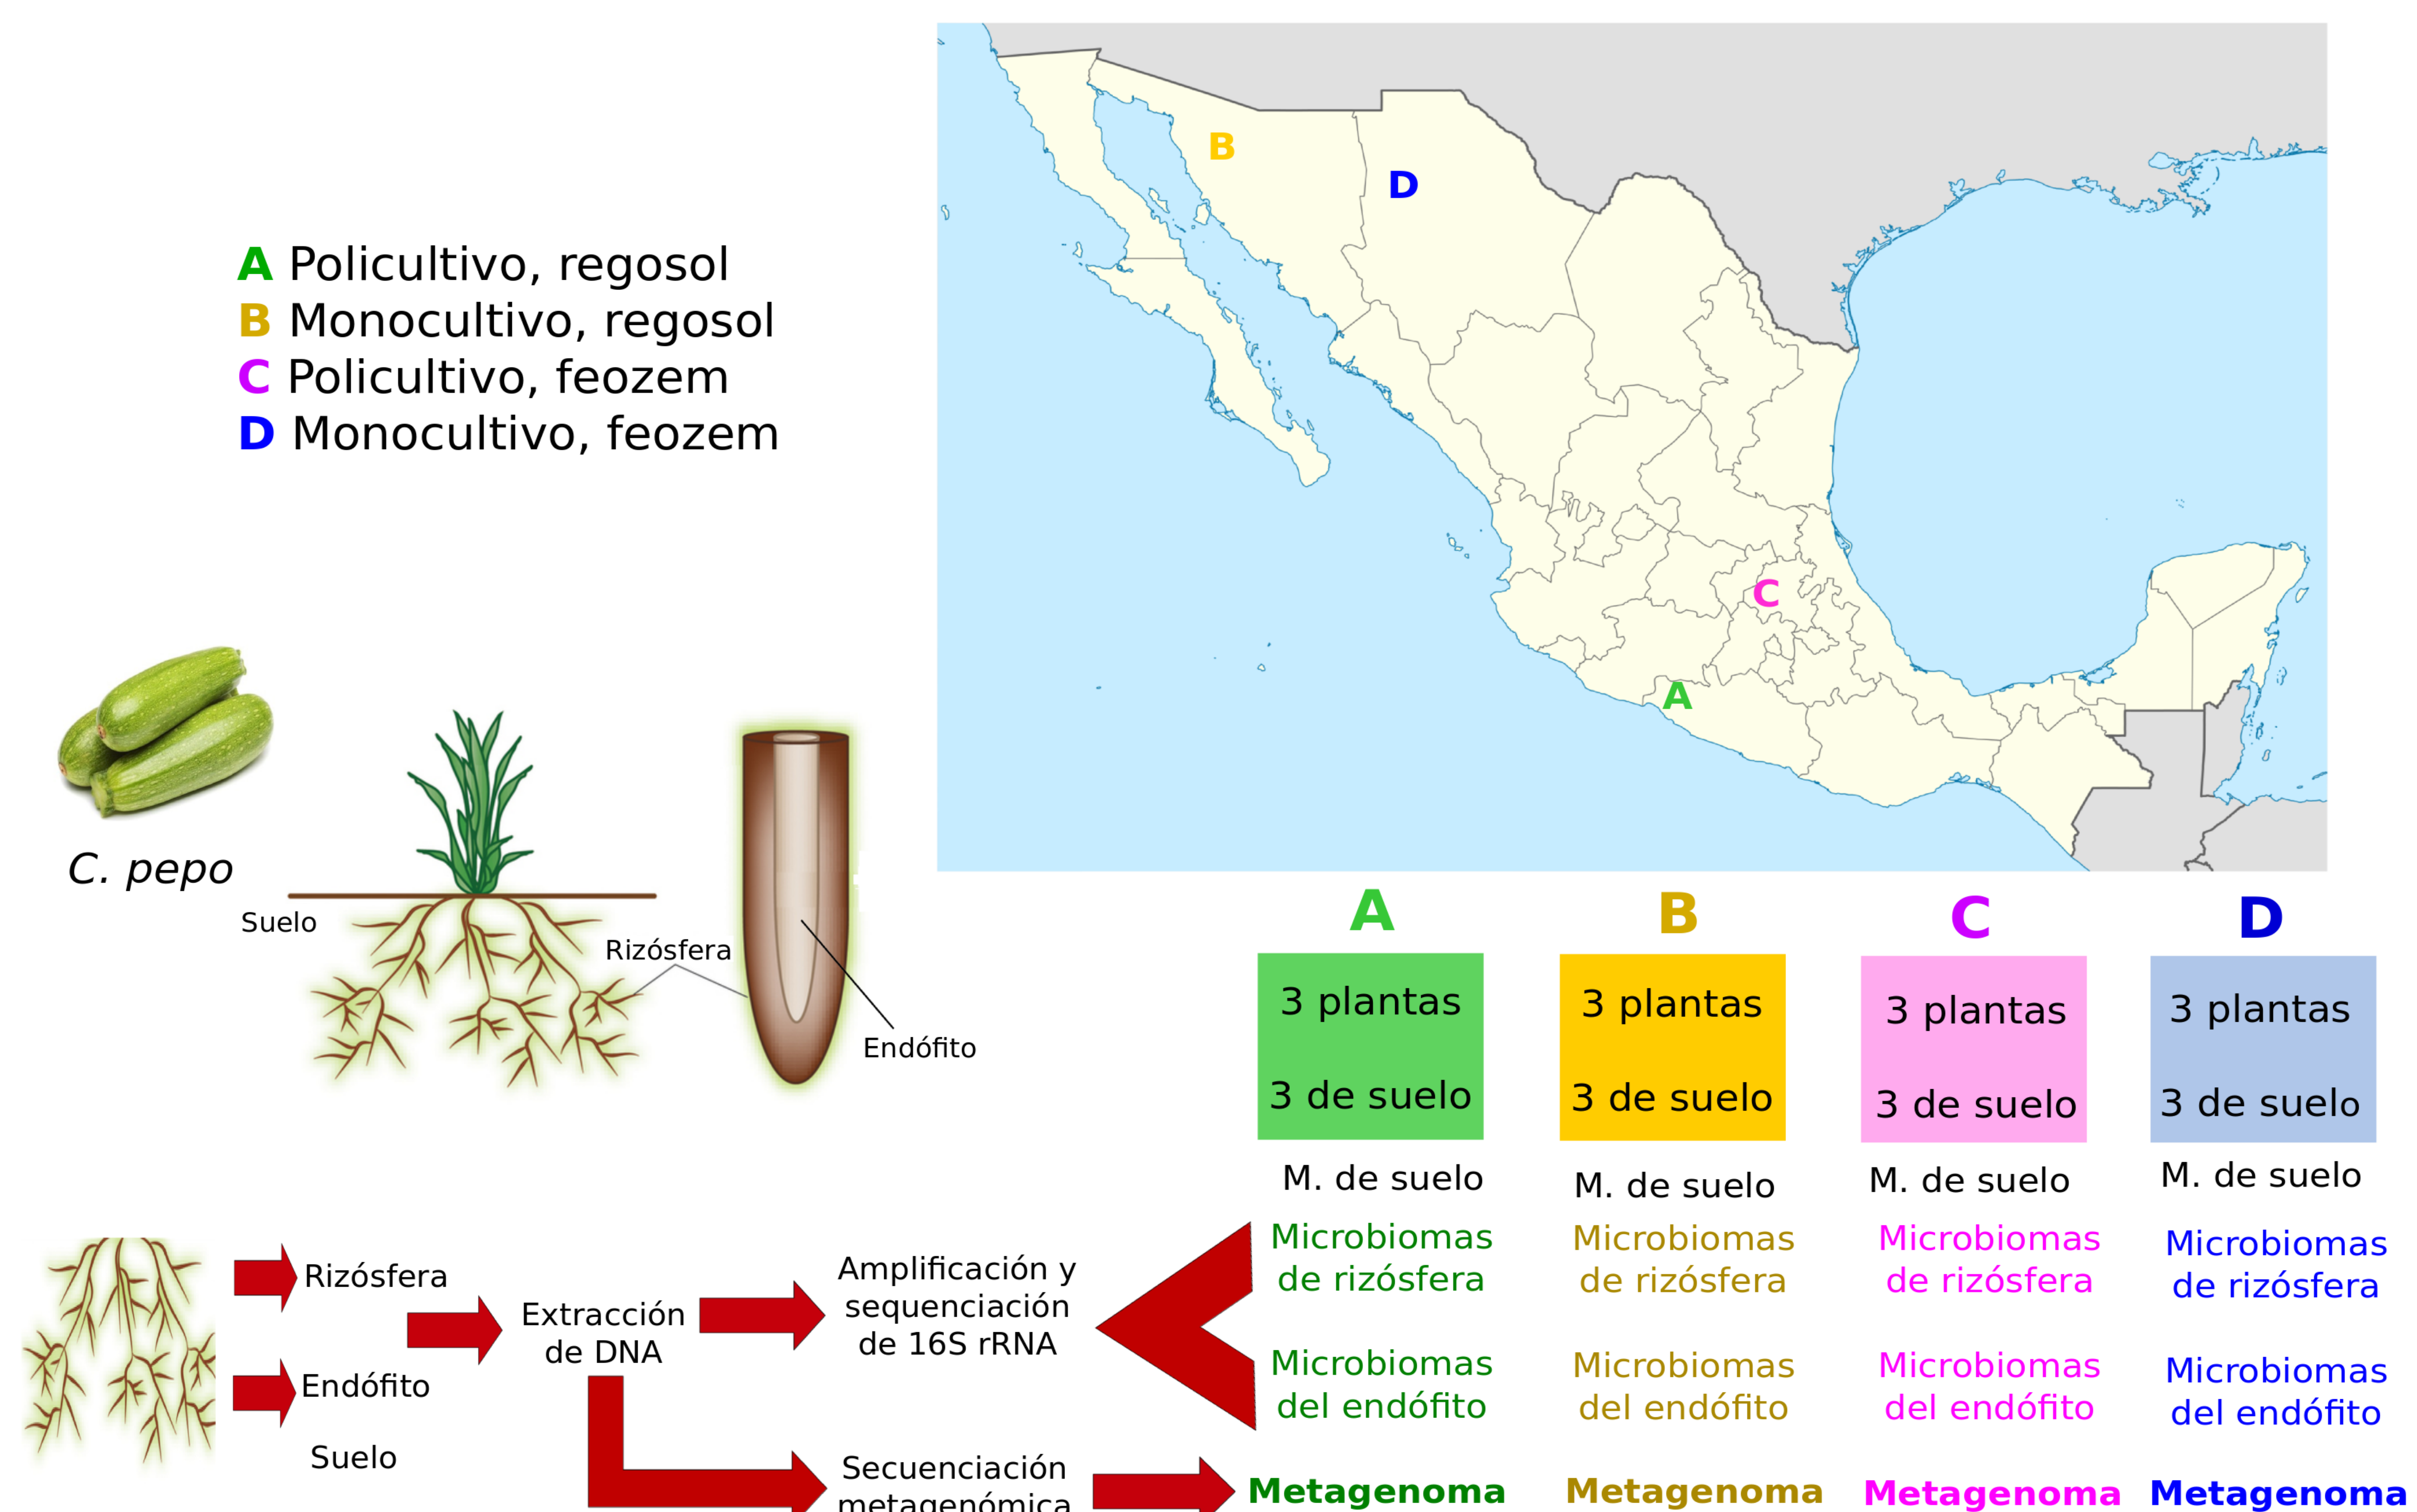 A Policultivo, regosol
B Monocultivo, regosol
C Policultivo, feozem
D Monocultivo, feozem
B
D
C
A
C. pepo
Suelo
Rizósfera
Endófito
A
B
C
D
3 plantas
3 de suelo
3 plantas
3 de suelo
3 plantas
3 de suelo
3 plantas
3 de suelo
M. de suelo
M. de suelo
M. de suelo
M. de suelo
Microbiomas
de rizósfera
Microbiomas
de rizósfera
Microbiomas
de rizósfera
Microbiomas
de rizósfera
Microbiomas
del endófito
Microbiomas
del endófito
Microbiomas
del endófito
Microbiomas
del endófito
Rizósfera
Endófito
Suelo
Extracción
de DNA
Amplificación y
sequenciación
de 16S rRNA
Secuenciación
metagenómica
Metagenoma
Metagenoma
Metagenoma
Metagenoma